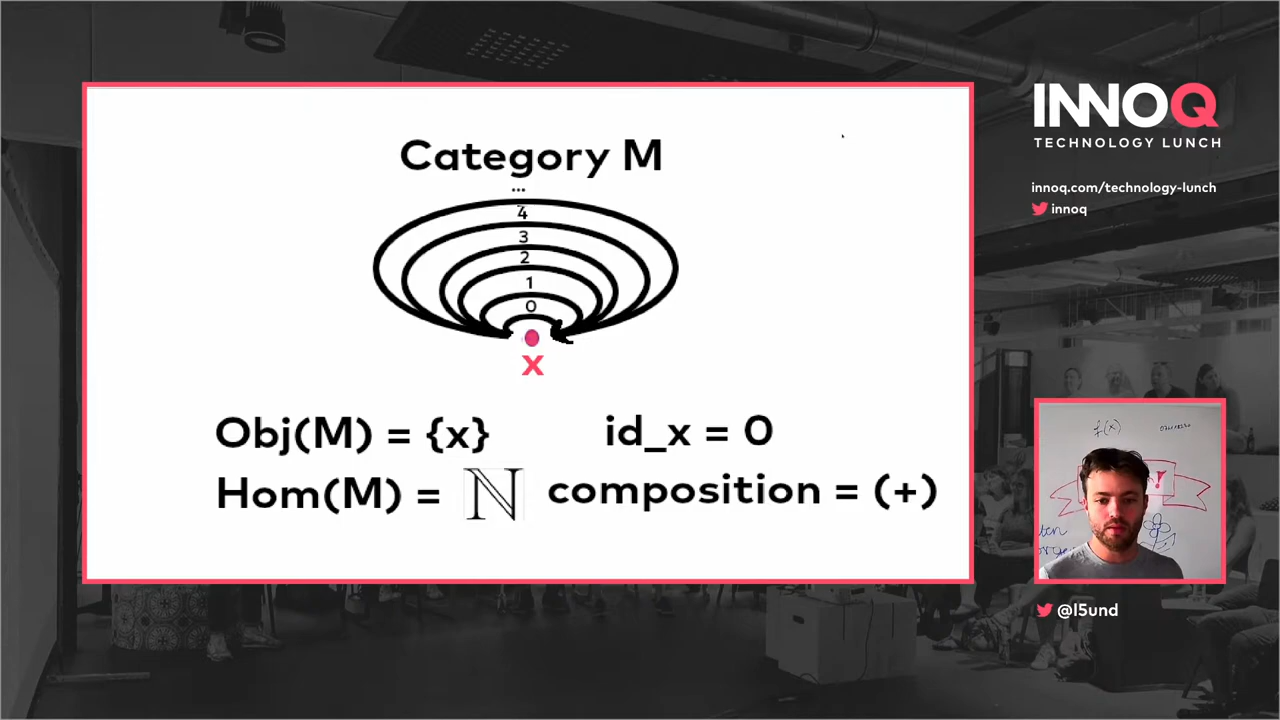 Category M
...
4
3
2
1
0
x
Obj(M) = {x}
id_x = 0
Hom(M) = ℕ
composition = (+)
INNOQ
TECHNOLOGY LUNCH
innoq.com/technology-lunch
innoq
f(x)
!
@l5und